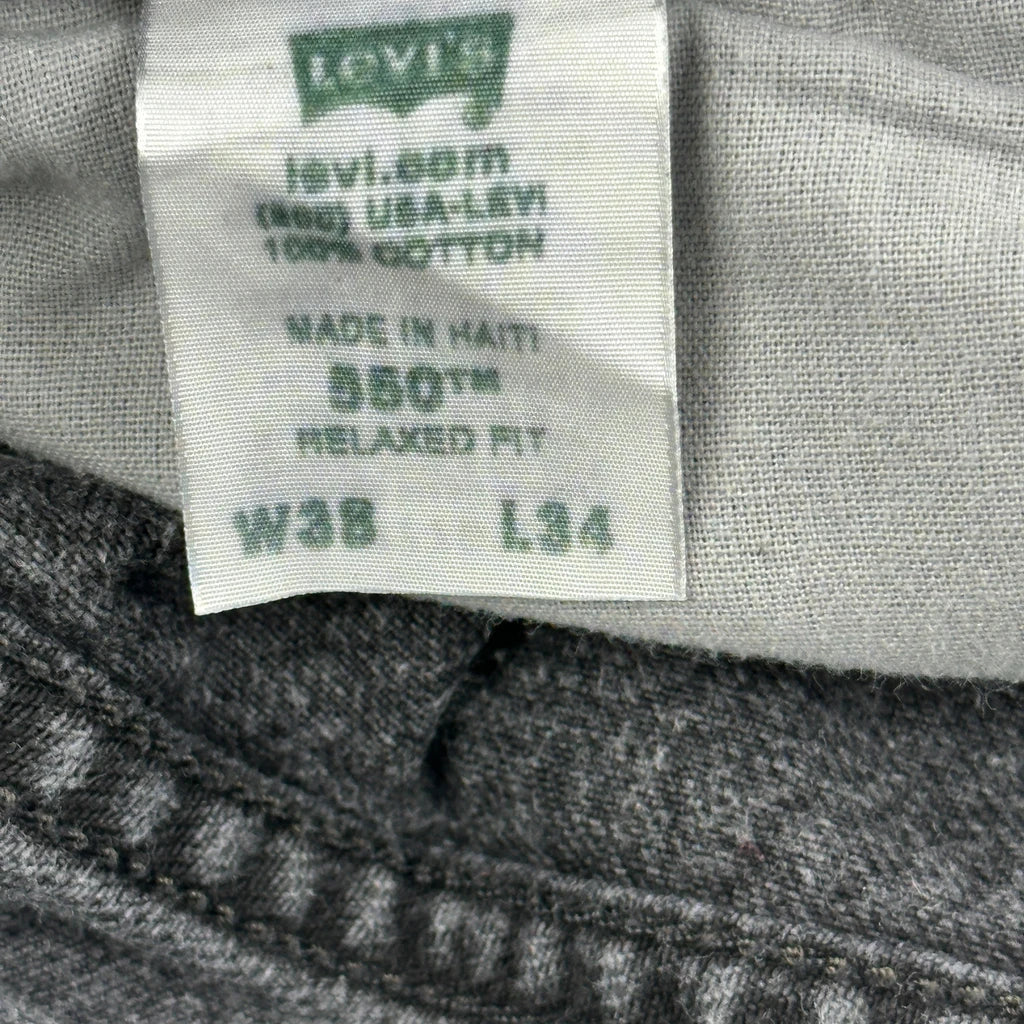 LEVI'S
levi.com
(800) USA-LEVI
100% COTTON
MADE IN HAITI
550™
RELAXED FIT
W38 L34